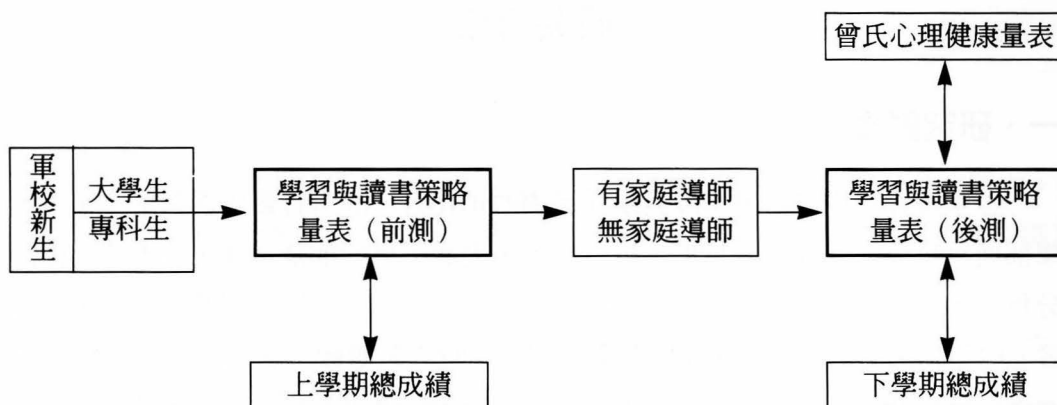 曾氏心理健康量表
軍校新生
大學生
專科生
學習與讀書策略
量表（前測）
有家庭導師
無家庭導師
學習與讀書策略
量表（後測）
上學期總成績
下學期總成績